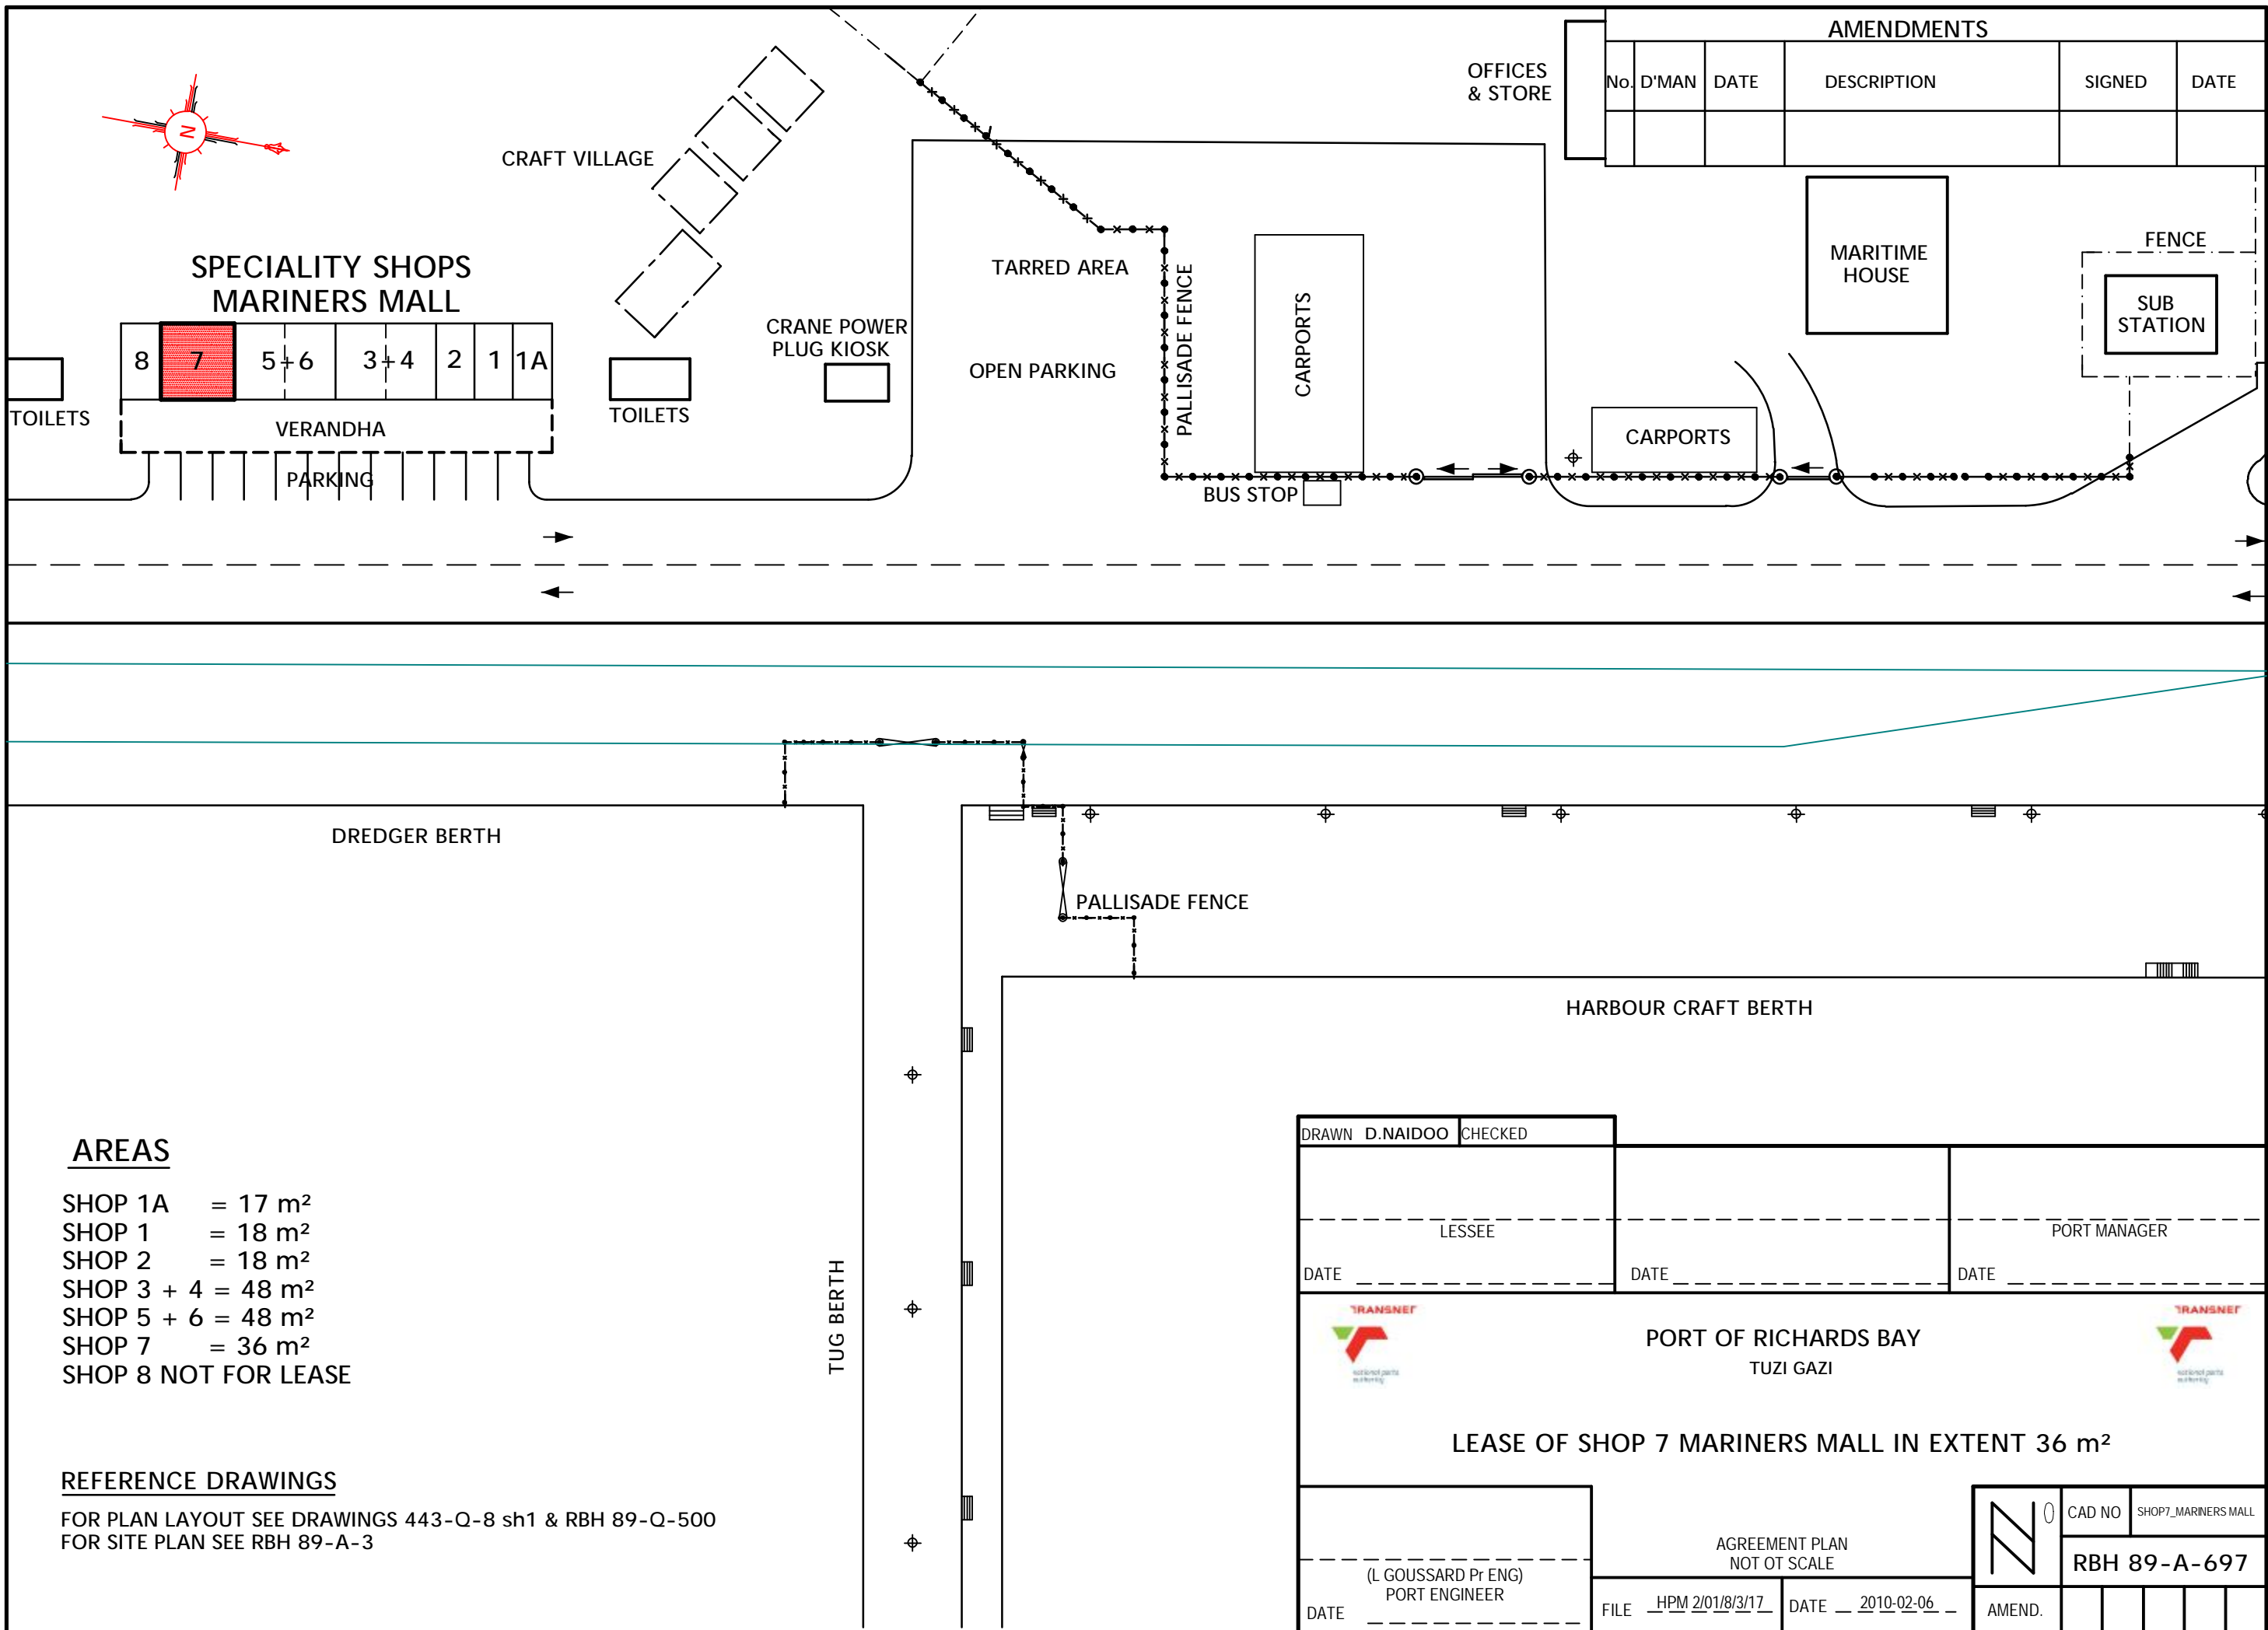 AMENDMENTS
No. D'MAN DATE DESCRIPTION SIGNED DATE
OFFICES
& STORE
N
CRAFT VILLAGE
SPECIALITY SHOPS
MARINERS MALL
8 7 5+6 3+4 2 1 1A
VERANDHA
PARKING
TOILETS
TOILETS
CRANE POWER
PLUG KIOSK
TARRED AREA
OPEN PARKING
PALLISADE FENCE
CARPORTS
BUS STOP
CARPORTS
MARITIME
HOUSE
FENCE
SUB
STATION
DREDGER BERTH
PALLISADE FENCE
HARBOUR CRAFT BERTH
TUG BERTH
AREAS
SHOP 1A = 17 m²
SHOP 1 = 18 m²
SHOP 2 = 18 m²
SHOP 3 + 4 = 48 m²
SHOP 5 + 6 = 48 m²
SHOP 7 = 36 m²
SHOP 8 NOT FOR LEASE
REFERENCE DRAWINGS
FOR PLAN LAYOUT SEE DRAWINGS 443-Q-8 sh1 & RBH 89-Q-500
FOR SITE PLAN SEE RBH 89-A-3
DRAWN D.NAIDOO CHECKED
LESSEE
DATE
DATE
PORT MANAGER
DATE
TRANSNET
national ports
authority
TRANSNET
national ports
authority
PORT OF RICHARDS BAY
TUZI GAZI
LEASE OF SHOP 7 MARINERS MALL IN EXTENT 36 m²
(L GOUSSARD Pr ENG)
PORT ENGINEER
DATE
AGREEMENT PLAN
NOT OT SCALE
FILE HPM 2/01/8/3/17 DATE 2010-02-06
N0
CAD NO SHOP7_MARINERS MALL
RBH 89-A-697
AMEND.